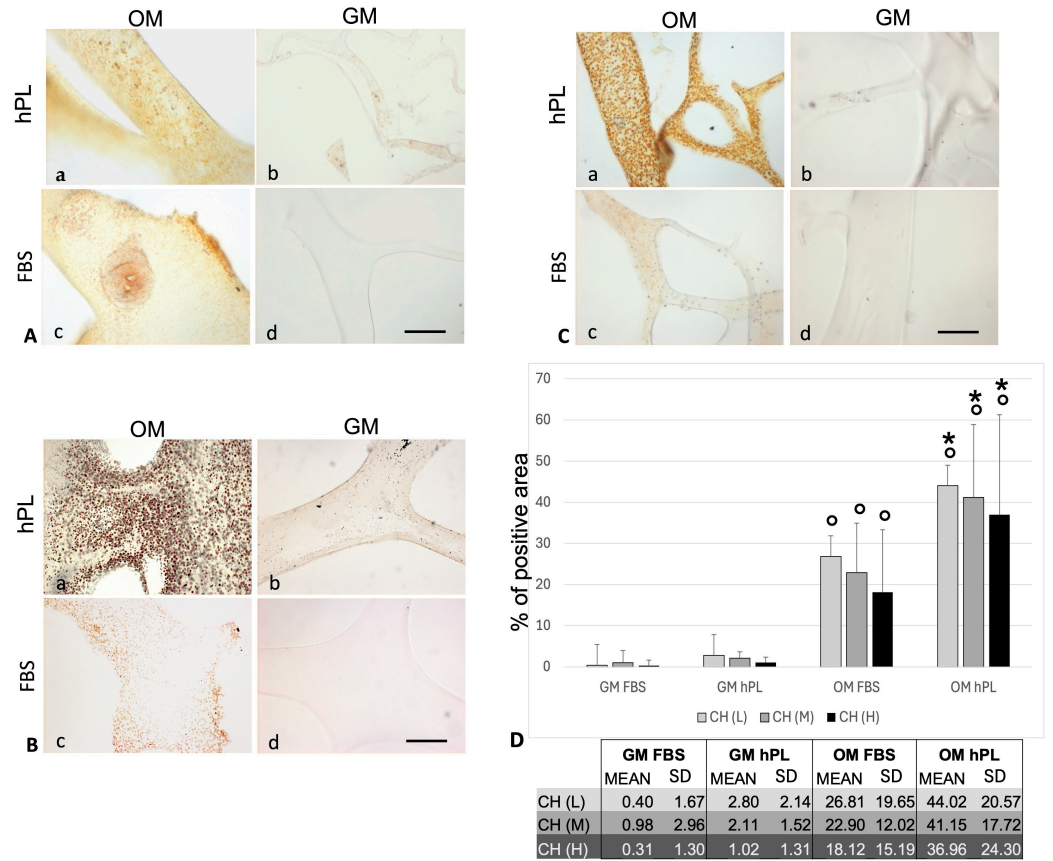 OM GM
hPL
a b
FBS
c d
A
OM GM
hPL
a b
FBS
c d
C
OM GM
hPL
a b
FBS
c d
B
% of positive area
70
60
50
40
30
20
10
0
* * *
GM FBS GM hPL OM FBS OM hPL
CH (L) CH (M) CH (H)
D
GM FBS GM hPL OM FBS OM hPL
MEAN SD MEAN SD MEAN SD MEAN SD
CH (L) 0.40 1.67 2.80 2.14 26.81 19.65 44.02 20.57
CH (M) 0.98 2.96 2.11 1.52 22.90 12.02 41.15 17.72
CH (H) 0.31 1.30 1.02 1.31 18.12 15.19 36.96 24.30